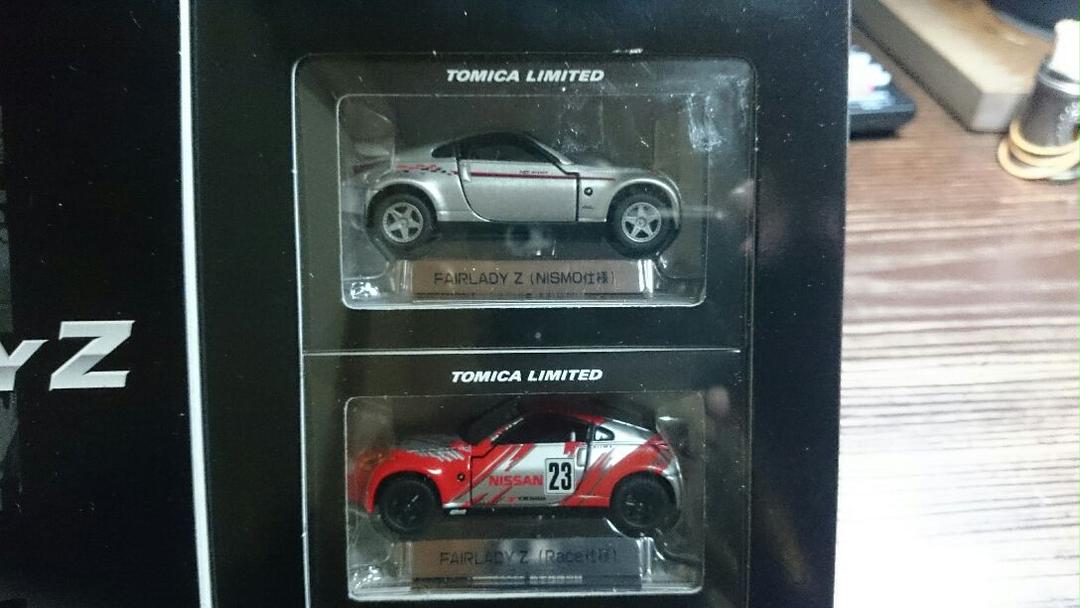 TOMICA LIMITED
FAIRLADY Z (NISMO仕様)
YZ
TOMICA LIMITED
NISSAN 23
FAIRLADY Z (Race仕様)